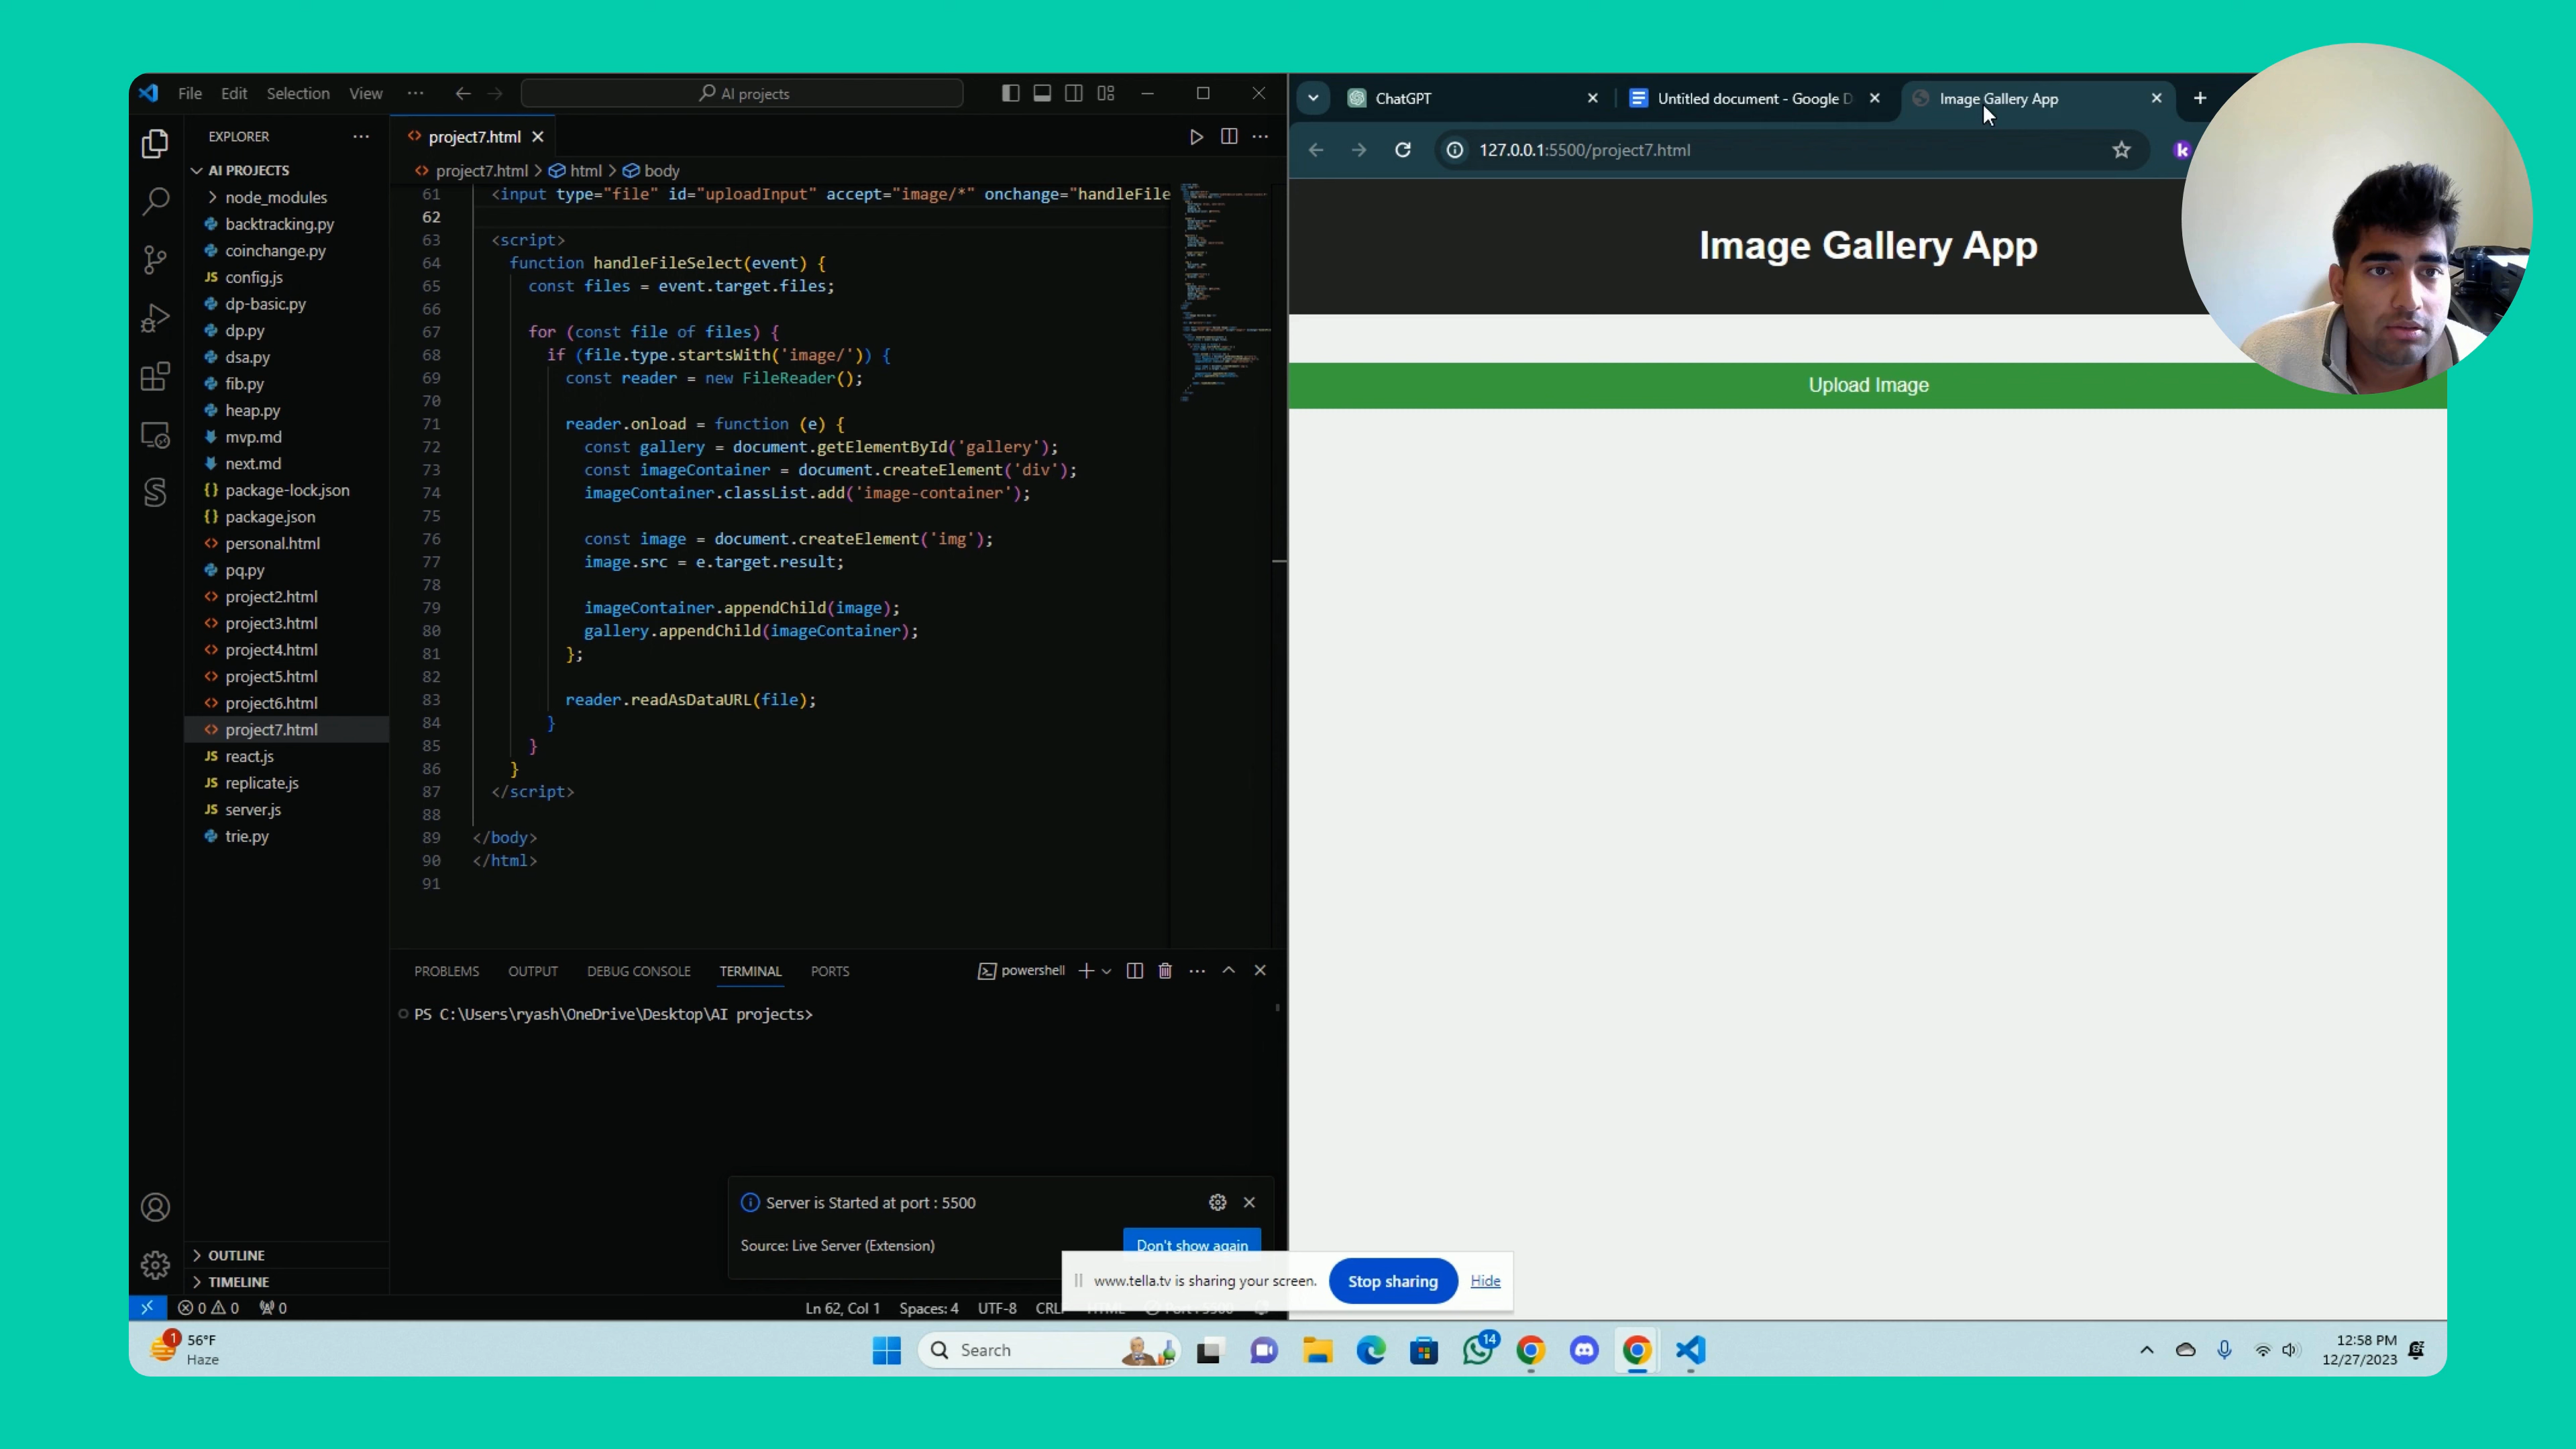 File Edit Selection View ··· AI projects
EXPLORER ···
AI PROJECTS
node_modules
backtracking.py
coinchange.py
JS config.js
dp-basic.py
dp.py
dsa.py
fib.py
heap.py
mvp.md
next.md
{} package-lock.json
{} package.json
<> personal.html
pq.py
<> project2.html
<> project3.html
<> project4.html
<> project5.html
<> project6.html
<> project7.html
JS react.js
JS replicate.js
JS server.js
trie.py
OUTLINE
TIMELINE
<> project7.html
<> project7.html > html > body
61 <input type="file" id="uploadInput" accept="image/*" onchange="handleFile
62
63 <script>
64 function handleFileSelect(event) {
65 const files = event.target.files;
66
67 for (const file of files) {
68 if (file.type.startsWith('image/')) {
69 const reader = new FileReader();
70
71 reader.onload = function (e) {
72 const gallery = document.getElementById('gallery');
73 const imageContainer = document.createElement('div');
74 imageContainer.classList.add('image-container');
75
76 const image = document.createElement('img');
77 image.src = e.target.result;
78
79 imageContainer.appendChild(image);
80 gallery.appendChild(imageContainer);
81 };
82
83 reader.readAsDataURL(file);
84 }
85 }
86 }
87 </script>
88
89 </body>
90 </html>
91
PROBLEMS OUTPUT DEBUG CONSOLE TERMINAL PORTS powershell
PS C:\Users\ryash\OneDrive\Desktop\AI projects>
Server is Started at port : 5500
Source: Live Server (Extension)
Don't show again
0 0 0 Ln 62, Col 1 Spaces: 4 UTF-8
ChatGPT
Untitled document - Google D
Image Gallery App
127.0.0.1:5500/project7.html
k
Image Gallery App
Upload Image
www.tella.tv is sharing your screen. Stop sharing Hide
1
56°F
Haze
Search
14
12:58 PM
12/27/2023